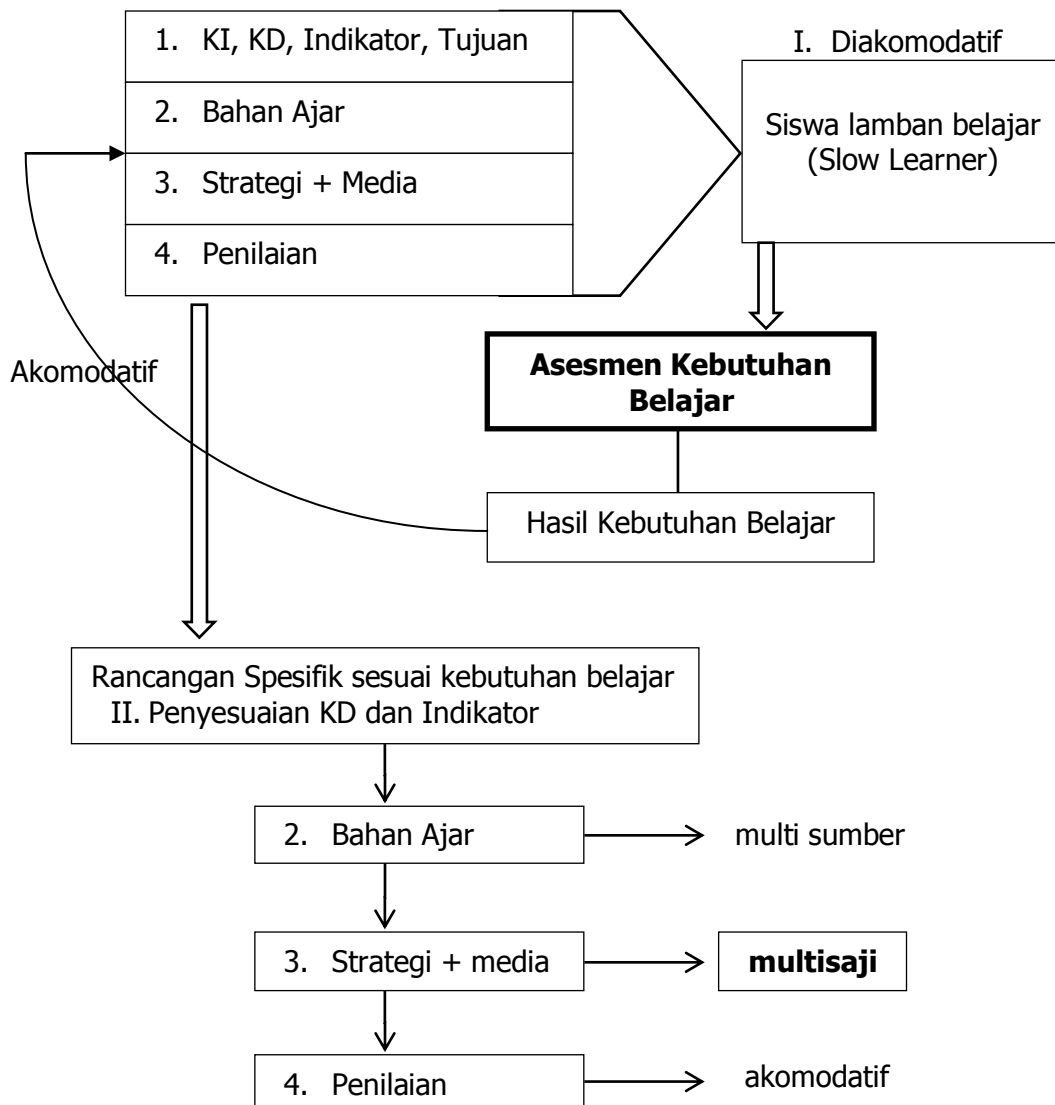 1. KI, KD, Indikator, Tujuan
2. Bahan Ajar
3. Strategi + Media
4. Penilaian
I. Diakomodatif
Siswa lamban belajar
(Slow Learner)
Asesmen Kebutuhan
Belajar
Akomodatif
Hasil Kebutuhan Belajar
Rancangan Spesifik sesuai kebutuhan belajar
II. Penyesuaian KD dan Indikator
2. Bahan Ajar
multi sumber
3. Strategi + media
multisaji
4. Penilaian
akomodatif